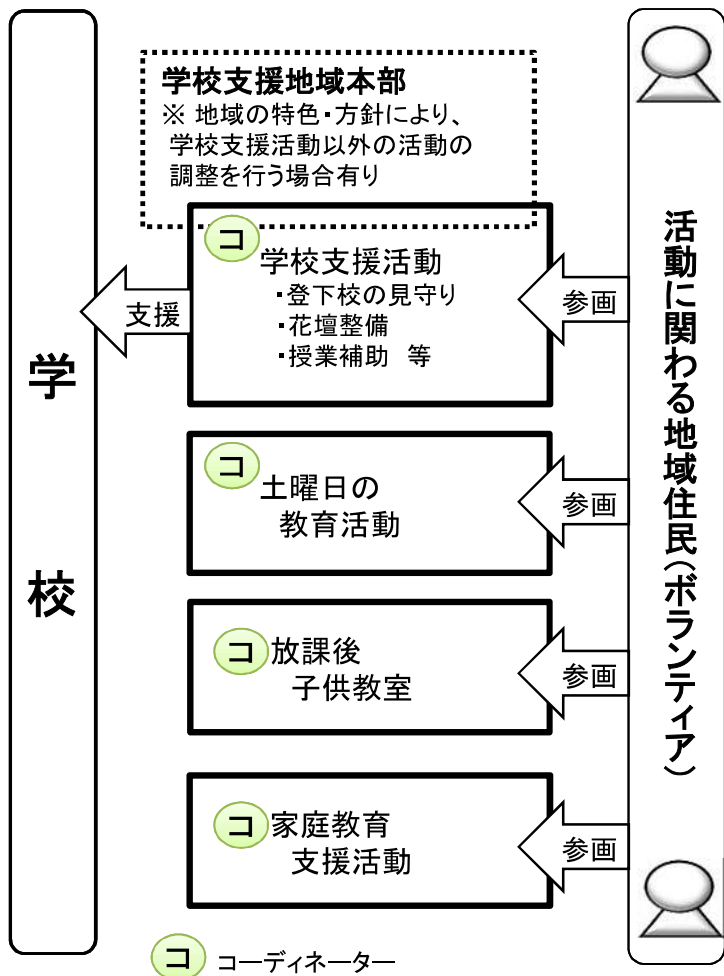 学校支援地域本部
※ 地域の特色・方針により、
学校支援活動以外の活動の
調整を行う場合有り
学校
コ
学校支援活動
・登下校の見守り
・花壇整備
・授業補助　等
支援
参画
コ
土曜日の
教育活動
参画
コ
放課後
子供教室
参画
コ
家庭教育
支援活動
参画
活動に関わる地域住民（ボランティア）
コ コーディネーター